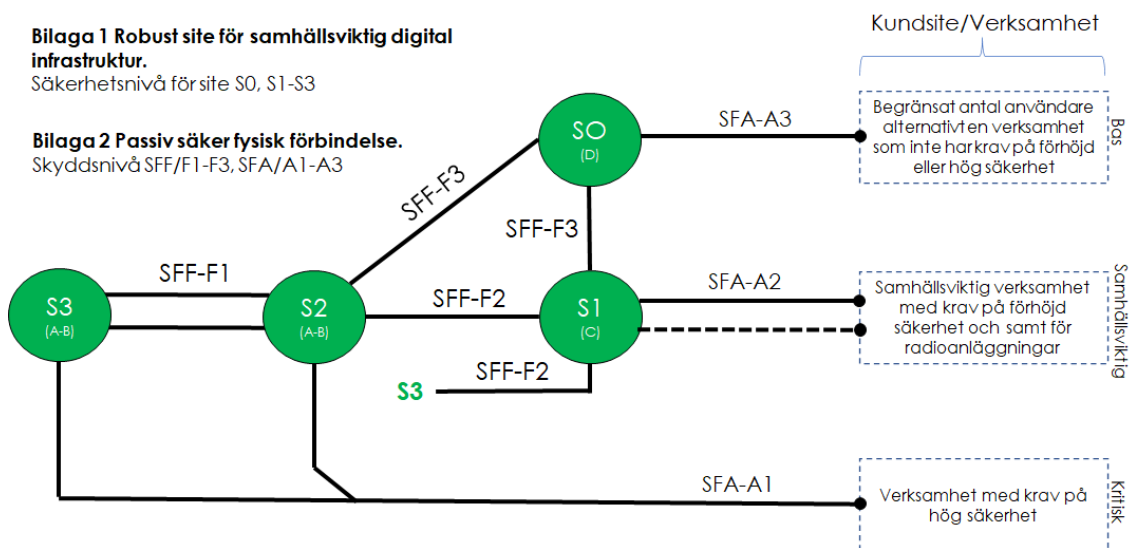 Bilaga 1 Robust site för samhällsviktig digital
infrastruktur.
Säkerhetsnivå för site S0, S1-S3
Bilaga 2 Passiv säker fysisk förbindelse.
Skyddsnivå SFF/F1-F3, SFA/A1-A3
Kundsite/Verksamhet
SO
(D)
SFA-A3
Begränsat antal användare
alternativt en verksamhet
som inte har krav på förhöjd
eller hög säkerhet
Bas
SFF-F3
SFF-F3
S3
(A-B)
SFF-F1
S2
(A-B)
SFF-F2
S1
(C)
SFA-A2
Samhällsviktig verksamhet
med krav på förhöjd
säkerhet och samt för
radioanläggningar
Samhällsviktig
S3
SFF-F2
SFA-A1
Verksamhet med krav på
hög säkerhet
Kritisk